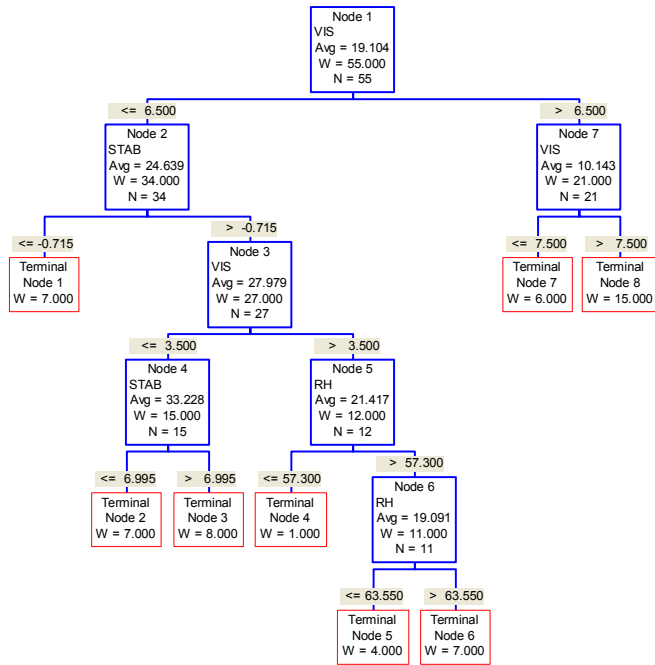 Node 1
VIS
Avg = 19.104
W = 55.000
N = 55
<= 6.500
> 6.500
Node 2
STAB
Avg = 24.639
W = 34.000
N = 34
Node 7
VIS
Avg = 10.143
W = 21.000
N = 21
<= -0.715
> -0.715
<= 7.500
> 7.500
Terminal
Node 1
W = 7.000
Node 3
VIS
Avg = 27.979
W = 27.000
N = 27
Terminal
Node 7
W = 6.000
Terminal
Node 8
W = 15.000
<= 3.500
> 3.500
Node 4
STAB
Avg = 33.228
W = 15.000
N = 15
Node 5
RH
Avg = 21.417
W = 12.000
N = 12
<= 6.995
> 6.995
<= 57.300
> 57.300
Terminal
Node 2
W = 7.000
Terminal
Node 3
W = 8.000
Terminal
Node 4
W = 1.000
Node 6
RH
Avg = 19.091
W = 11.000
N = 11
<= 63.550
> 63.550
Terminal
Node 5
W = 4.000
Terminal
Node 6
W = 7.000